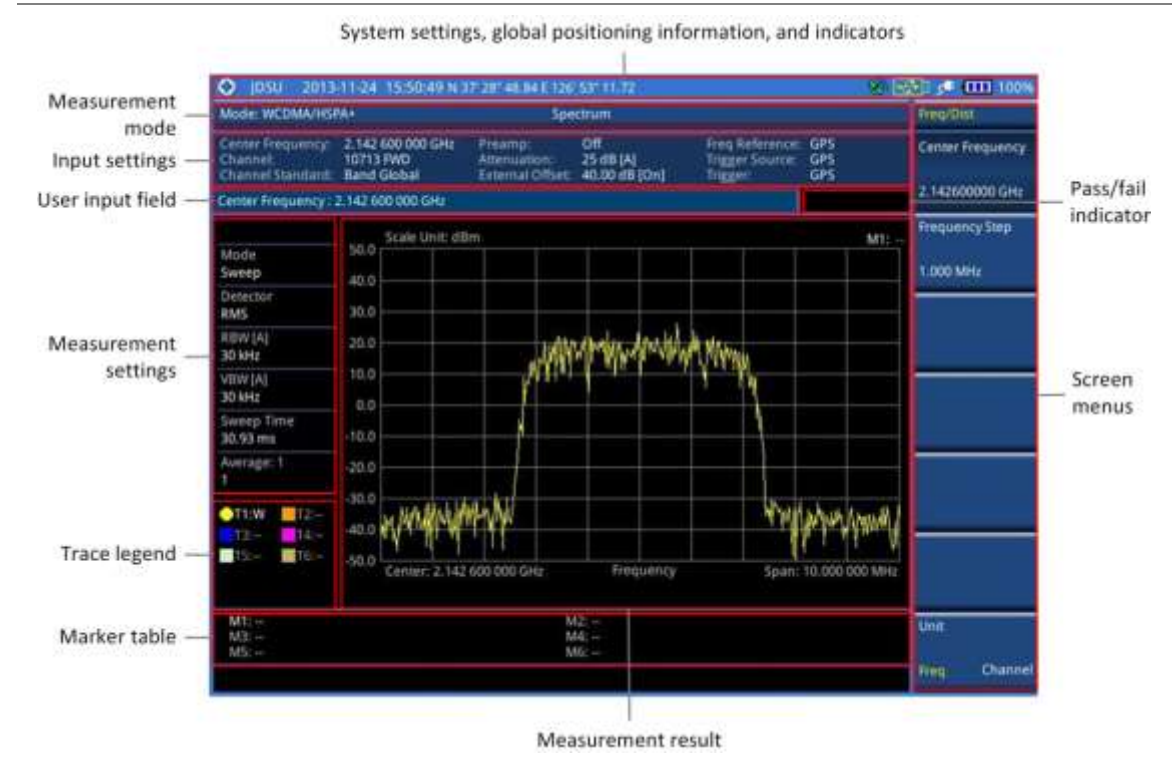 System settings, global positioning information, and indicators
JDSU 2013-11-24 15:50:49 N 37° 28" 48.84 E 126° 53" 11.72 28° 100%
Measurement
mode
Mode: WCDMA/HSPA+ Spectrum
Freq/Dist
Input settings
Center Frequency: 2.142 600 000 GHz Preamp: Off Freq Reference: GPS
Channel: 10713 FWD Attenuation: 25 dB [A] Trigger Source: GPS
Channel Standard: Band Global External Offset: 40.00 dB [On] Trigger: GPS
Center Frequency
2.142600000 GHz
User input field
Center Frequency : 2.142 600 000 GHz
Pass/fail
indicator
Frequency Step
1.000 MHz
Measurement
settings
Mode
Sweep
Detector
RMS
RBW [A]
30 kHz
VBW [A]
30 kHz
Sweep Time
30.93 ms
Average: 1
1
Scale Unit: dBm M1: --
50.0
40.0
30.0
20.0
10.0
0.0
-10.0
-20.0
-30.0
-40.0
-50.0
Center: 2.142 600 000 GHz Frequency Span: 10.000 000 MHz
Screen
menus
Trace legend
T1:W T2:--
T3:-- T4:--
T5:-- T6:--
Marker table
M1: -- M2: --
M3: -- M4: --
M5: -- M6: --
Unit
Freq Channel
Measurement result